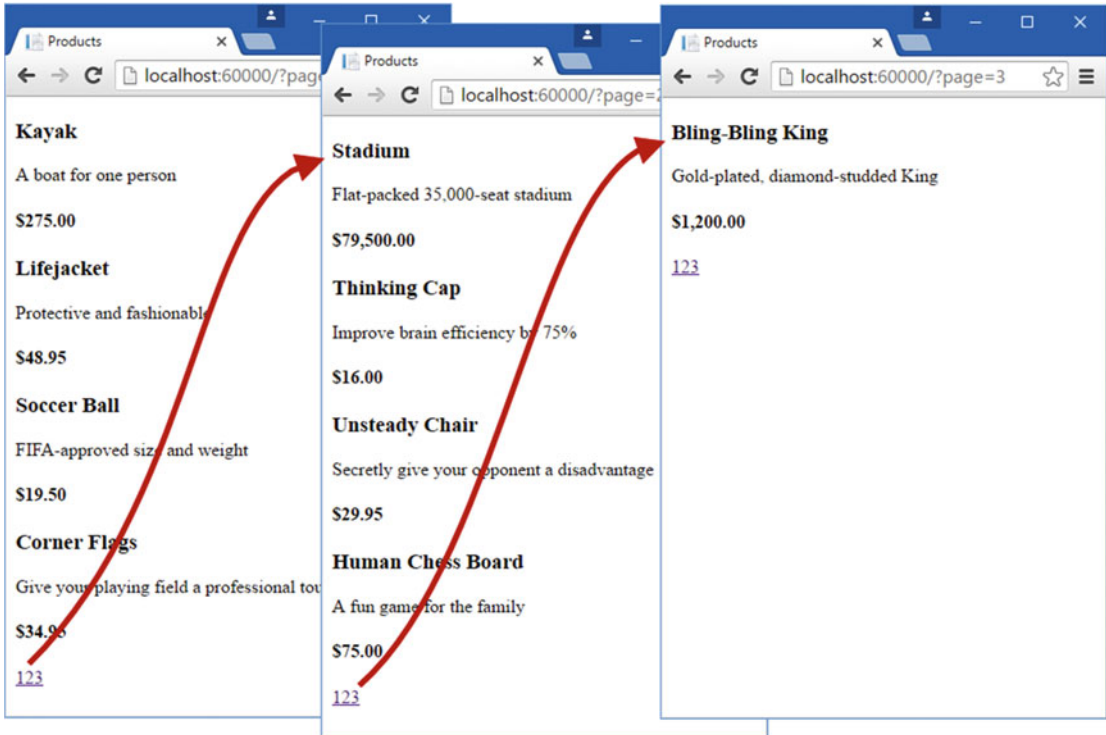 Products
localhost:60000/?pag
Kayak
A boat for one person
$275.00
Lifejacket
Protective and fashionable
$48.95
Soccer Ball
FIFA-approved size and weight
$19.50
Corner Flags
Give your playing field a professional tou
$34.95
123
Products
localhost:60000/?page=2
Stadium
Flat-packed 35,000-seat stadium
$79,500.00
Thinking Cap
Improve brain efficiency by 75%
$16.00
Unsteady Chair
Secretly give your opponent a disadvantage
$29.95
Human Chess Board
A fun game for the family
$75.00
123
Products
localhost:60000/?page=3
Bling-Bling King
Gold-plated, diamond-studded King
$1,200.00
123